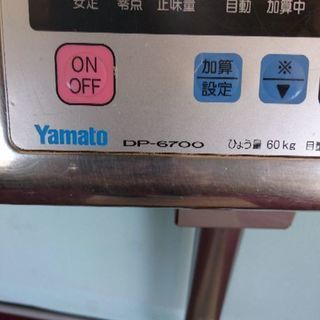 安定 零点 正味量 自動 加算中
ON 加算 ※
OFF 設定 ▼
Yamato DP-6700 ひょう量 60kg 目